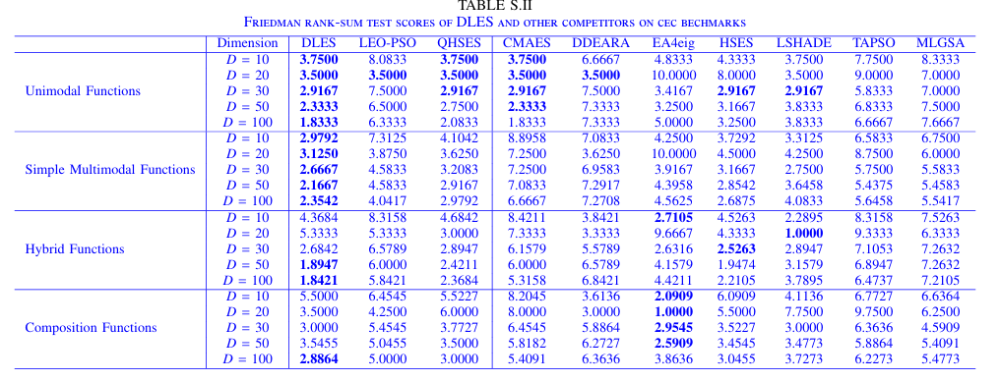 TABLE S.II
Friedman rank-sum test scores of DLES and other competitors on cec bechmarks
Dimension DLES LEO-PSO QHSES CMAES DDEARA EA4eig HSES LSHADE TAPSO MLGSA
D = 10 3.7500 8.0833 3.7500 3.7500 6.6667 4.8333 4.3333 3.7500 7.7500 8.3333
D = 20 3.5000 3.5000 3.5000 3.5000 3.5000 10.0000 8.0000 3.5000 9.0000 7.0000
Unimodal Functions D = 30 2.9167 7.5000 2.9167 2.9167 7.5000 3.4167 2.9167 2.9167 5.8333 7.0000
D = 50 2.3333 6.5000 2.7500 2.3333 7.3333 3.2500 3.1667 3.8333 6.8333 7.5000
D = 100 1.8333 6.3333 2.0833 1.8333 7.3333 5.0000 3.2500 3.8333 6.6667 7.6667
D = 10 2.9792 7.3125 4.1042 8.8958 7.0833 4.2500 3.7292 3.3125 6.5833 6.7500
D = 20 3.1250 3.8750 3.6250 7.2500 3.6250 10.0000 4.5000 4.2500 8.7500 6.0000
Simple Multimodal Functions D = 30 2.6667 4.5833 3.2083 7.2500 6.9583 3.9167 3.1667 2.7500 5.7500 5.5833
D = 50 2.1667 4.5833 2.9167 7.0833 7.2917 4.3958 2.8542 3.6458 5.4375 5.4583
D = 100 2.3542 4.0417 2.9792 6.6667 7.2708 4.5625 2.6875 4.0833 5.6458 5.5417
D = 10 4.3684 8.3158 4.6842 8.4211 3.8421 2.7105 4.5263 2.2895 8.3158 7.5263
D = 20 5.3333 5.3333 3.0000 7.3333 3.3333 9.6667 4.3333 1.0000 9.3333 6.3333
Hybrid Functions D = 30 2.6842 6.5789 2.8947 6.1579 5.5789 2.6316 2.5263 2.8947 7.1053 7.2632
D = 50 1.8947 6.0000 2.4211 6.0000 6.5789 4.1579 1.9474 3.1579 6.8947 7.2632
D = 100 1.8421 5.8421 2.3684 5.3158 6.8421 4.4211 2.2105 3.7895 6.4737 7.2105
D = 10 5.5000 6.4545 5.5227 8.2045 3.6136 2.0909 6.0909 4.1136 6.7727 6.6364
D = 20 3.5000 4.2500 6.0000 8.0000 3.0000 1.0000 5.5000 7.7500 9.7500 6.2500
Composition Functions D = 30 3.0000 5.4545 3.7727 6.4545 5.8864 2.9545 3.5227 3.0000 6.3636 4.5909
D = 50 3.5455 5.0455 3.5000 5.8182 6.2727 2.5909 3.4545 3.4773 5.8864 5.4091
D = 100 2.8864 5.0000 3.0000 5.4091 6.3636 3.8636 3.0455 3.7273 6.2273 5.4773